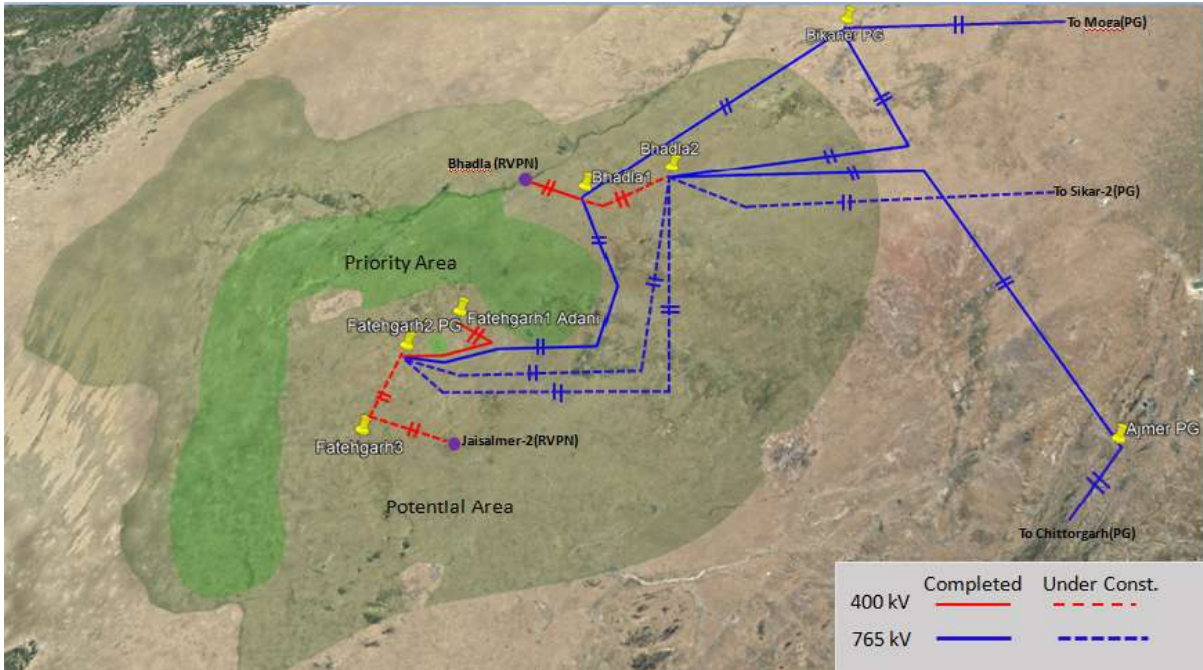 To Moga(PG)
Bikaner PG
Bhadla2
Bhadla (RVPN)
Bhadla1
To Sikar-2(PG)
Priority Area
Fatehgarh1 Adani
Fatehgarh2 PG
Ajmer PG
Jaisalmer-2(RVPN)
Fatehgarh3
Potential Area
To Chittorgarh(PG)
Completed Under Const.
400 kV
765 kV